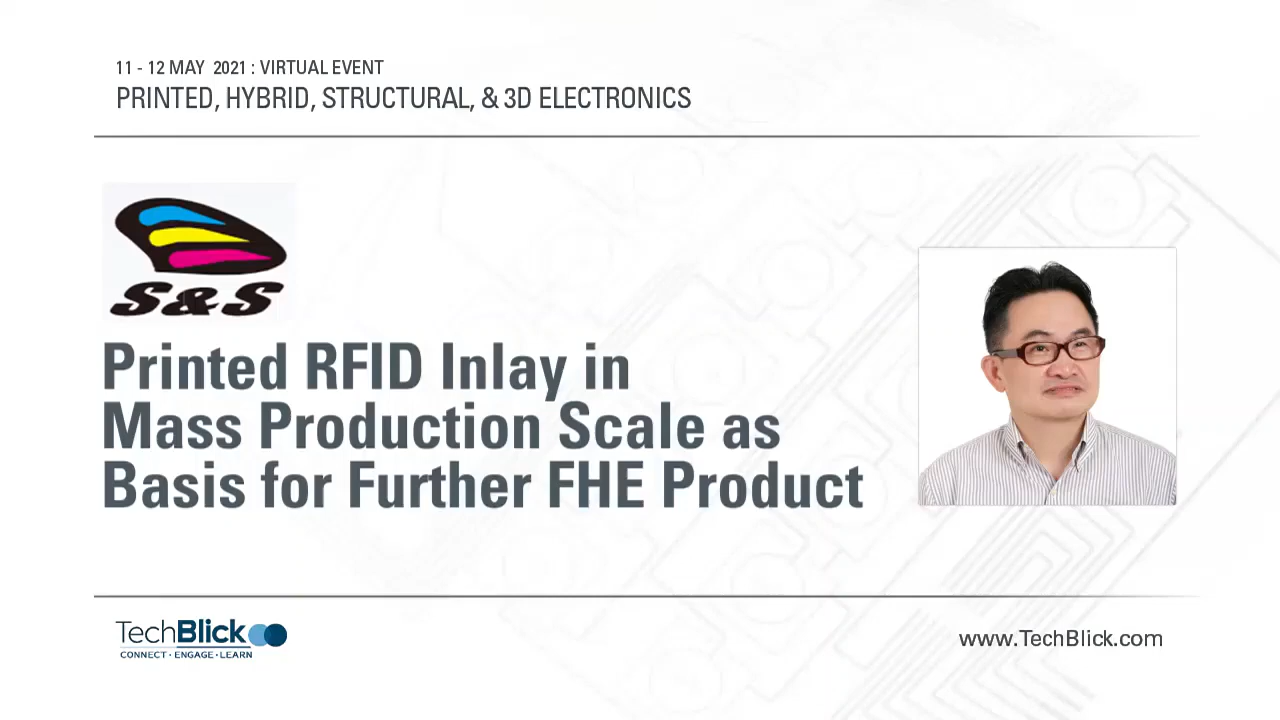 11 - 12 MAY 2021 : VIRTUAL EVENT
PRINTED, HYBRID, STRUCTURAL, & 3D ELECTRONICS
S&S
Printed RFID Inlay in
Mass Production Scale as
Basis for Further FHE Product
TechBlick
CONNECT · ENGAGE · LEARN
www.TechBlick.com